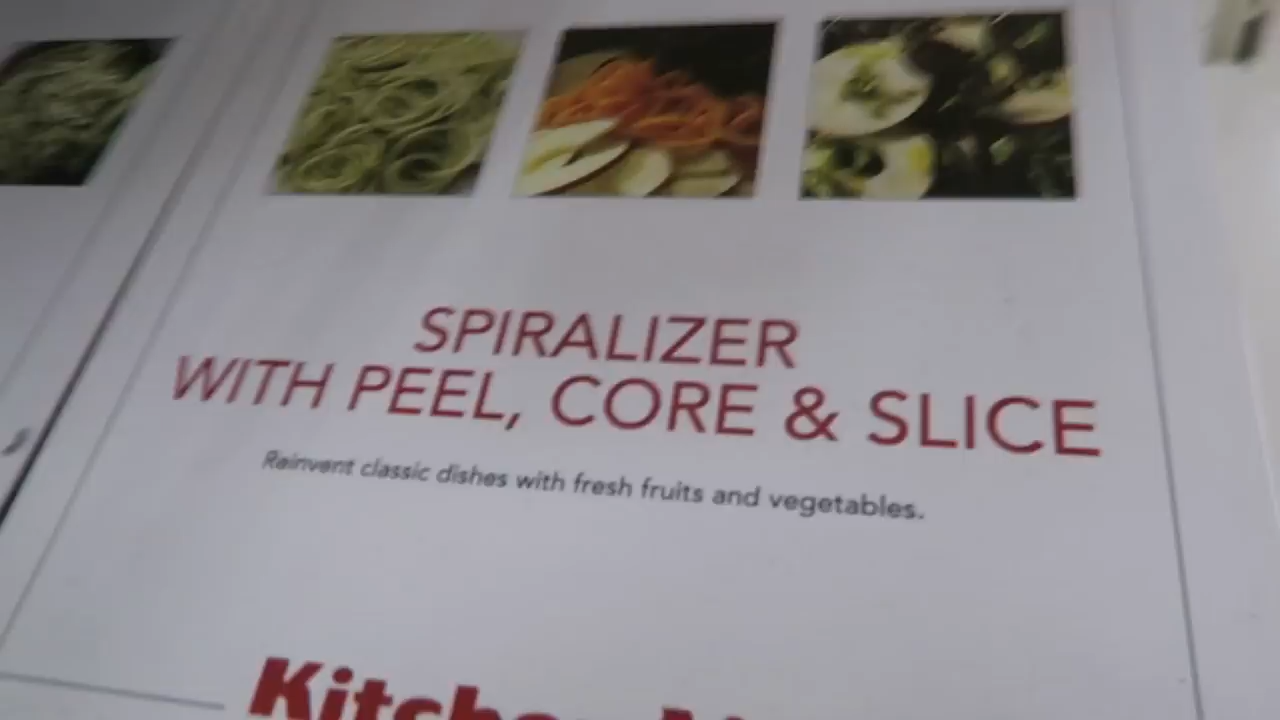 SPIRALIZER
WITH PEEL, CORE & SLICE
Reinvent classic dishes with fresh fruits and vegetables.